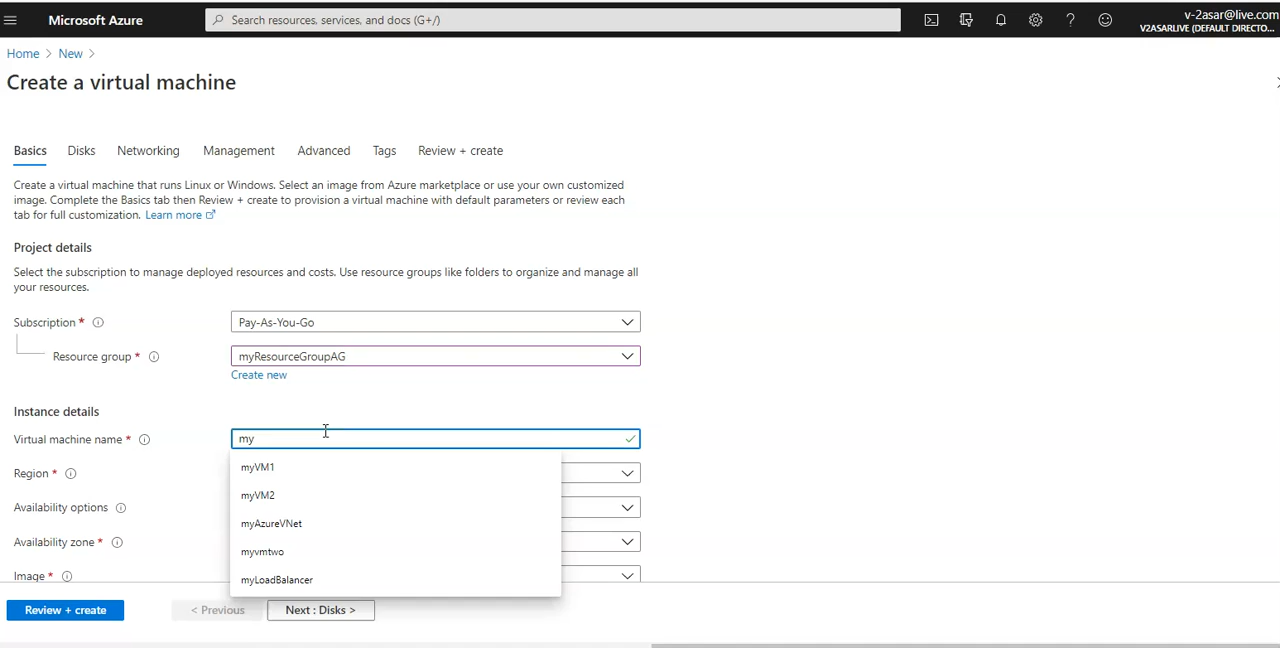 Microsoft Azure
Search resources, services, and docs (G+/)
v-2asar@live.com
V2ASARLIVE (DEFAULT DIRECTO...
Home > New >
Create a virtual machine
Basics Disks Networking Management Advanced Tags Review + create
Create a virtual machine that runs Linux or Windows. Select an image from Azure marketplace or use your own customized
image. Complete the Basics tab then Review + create to provision a virtual machine with default parameters or review each
tab for full customization. Learn more
Project details
Select the subscription to manage deployed resources and costs. Use resource groups like folders to organize and manage all
your resources.
Subscription * Pay-As-You-Go
Resource group * myResourceGroupAG
Create new
Instance details
Virtual machine name * my
myVM1
Region *
myVM2
Availability options
myAzureVNet
Availability zone *
myvmtwo
Image *
myLoadBalancer
Review + create < Previous Next : Disks >